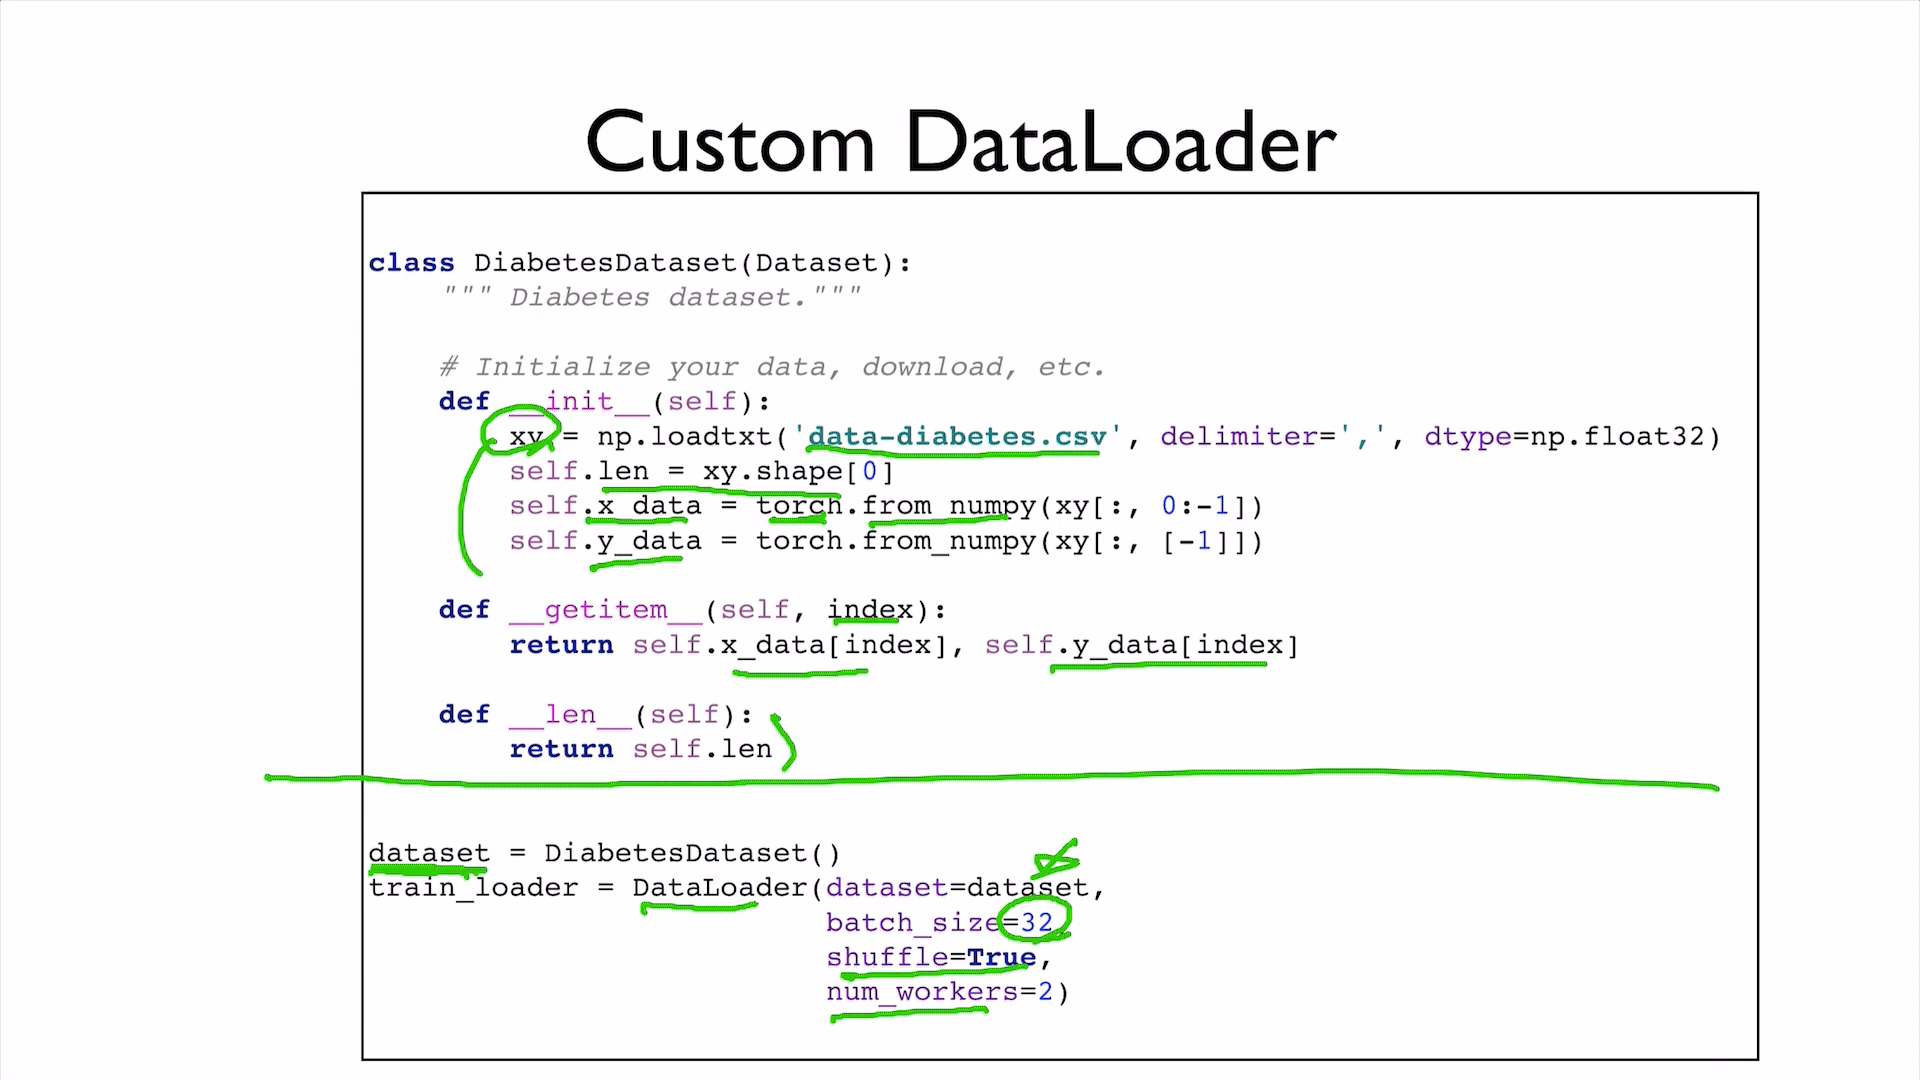 Custom DataLoader
class DiabetesDataset(Dataset):
""" Diabetes dataset."""
# Initialize your data, download, etc.
def __init__(self):
xy = np.loadtxt('data-diabetes.csv', delimiter=',', dtype=np.float32)
self.len = xy.shape[0]
self.x_data = torch.from_numpy(xy[:, 0:-1])
self.y_data = torch.from_numpy(xy[:, [-1]])
def __getitem__(self, index):
return self.x_data[index], self.y_data[index]
def __len__(self):
return self.len
dataset = DiabetesDataset()
train_loader = DataLoader(dataset=dataset,
batch_size=32,
shuffle=True,
num_workers=2)